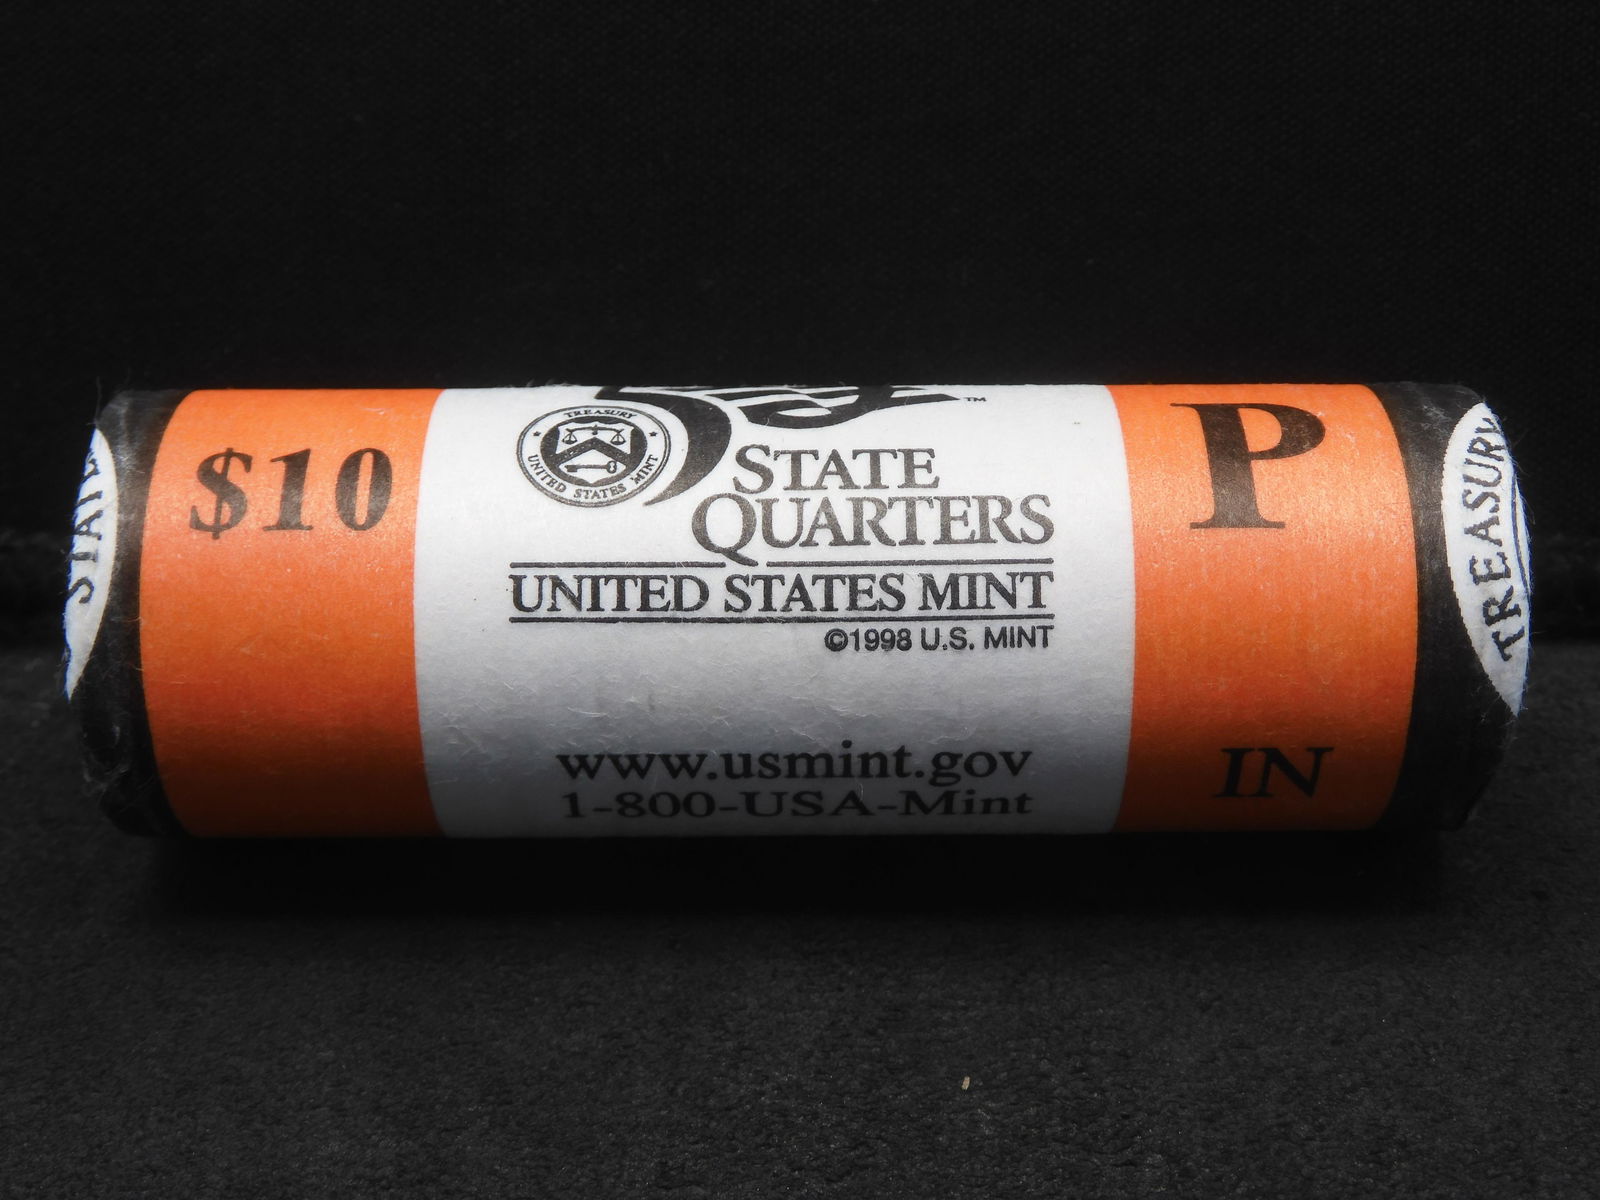 $10
TREASURY
UNITED STATES MINT
™
STATE
QUARTERS
UNITED STATES MINT
©1998 U.S. MINT
www.usmint.gov
1-800-USA-Mint
P
IN
TREASURY